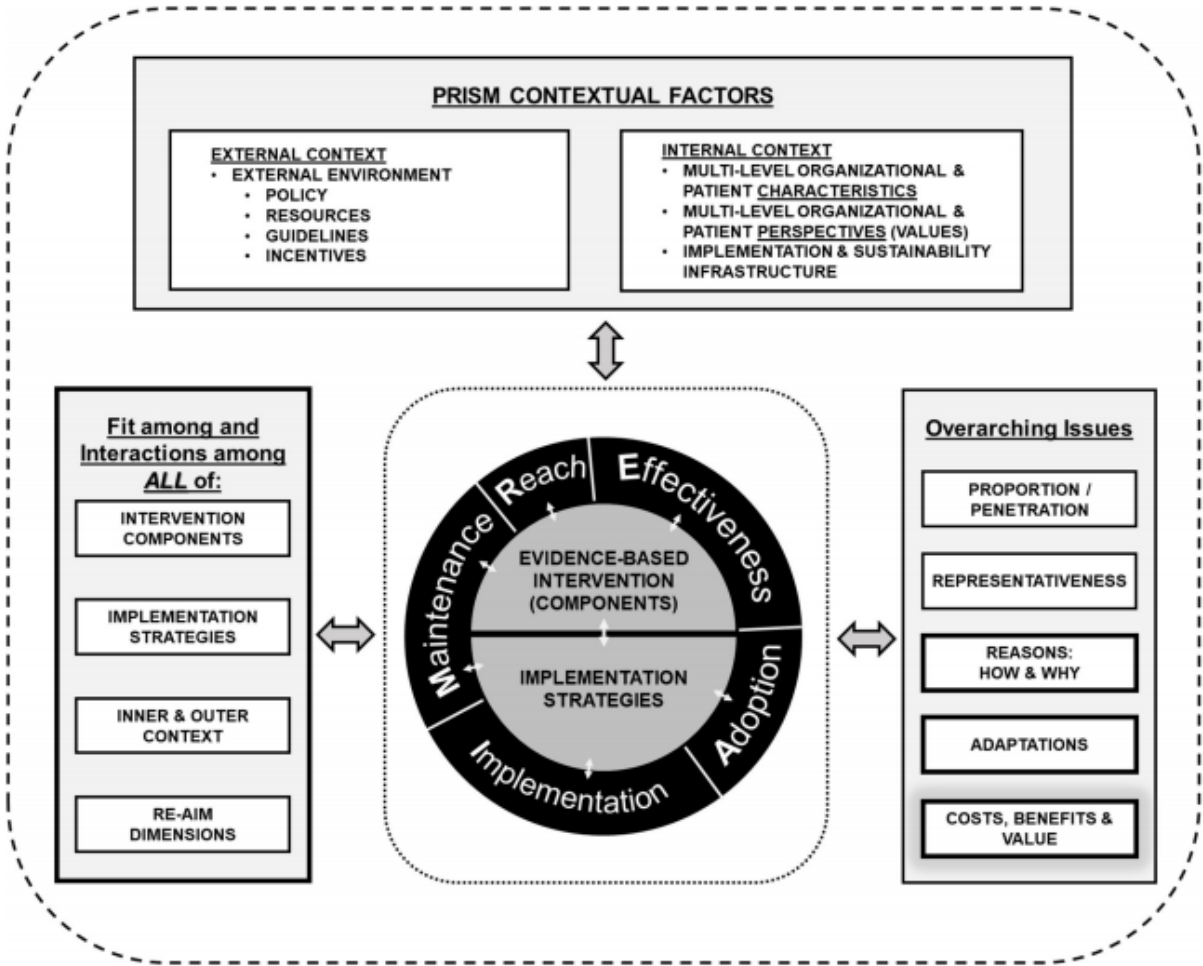 PRISM CONTEXTUAL FACTORS
EXTERNAL CONTEXT
• EXTERNAL ENVIRONMENT
• POLICY
• RESOURCES
• GUIDELINES
• INCENTIVES
INTERNAL CONTEXT
• MULTI-LEVEL ORGANIZATIONAL &
PATIENT CHARACTERISTICS
• MULTI-LEVEL ORGANIZATIONAL &
PATIENT PERSPECTIVES (VALUES)
• IMPLEMENTATION & SUSTAINABILITY
INFRASTRUCTURE
Fit among and
Interactions among
ALL of:
INTERVENTION
COMPONENTS
IMPLEMENTATION
STRATEGIES
INNER & OUTER
CONTEXT
RE-AIM
DIMENSIONS
Reach
Effectiveness
Adoption
Implementation
Maintenance
EVIDENCE-BASED
INTERVENTION
(COMPONENTS)
IMPLEMENTATION
STRATEGIES
Overarching Issues
PROPORTION /
PENETRATION
REPRESENTATIVENESS
REASONS:
HOW & WHY
ADAPTATIONS
COSTS, BENEFITS &
VALUE